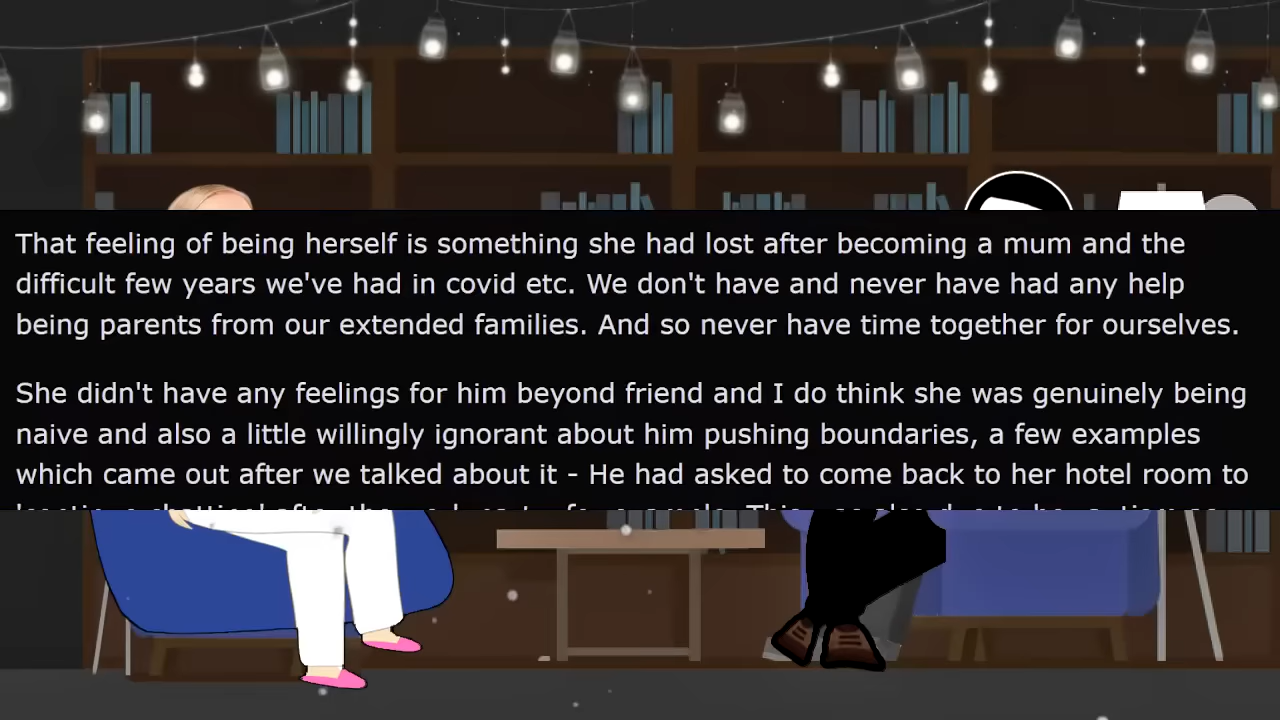 That feeling of being herself is something she had lost after becoming a mum and the
difficult few years we've had in covid etc. We don't have and never have had any help
being parents from our extended families. And so never have time together for ourselves.
She didn't have any feelings for him beyond friend and I do think she was genuinely being
naive and also a little willingly ignorant about him pushing boundaries, a few examples
which came out after we talked about it - He had asked to come back to her hotel room to